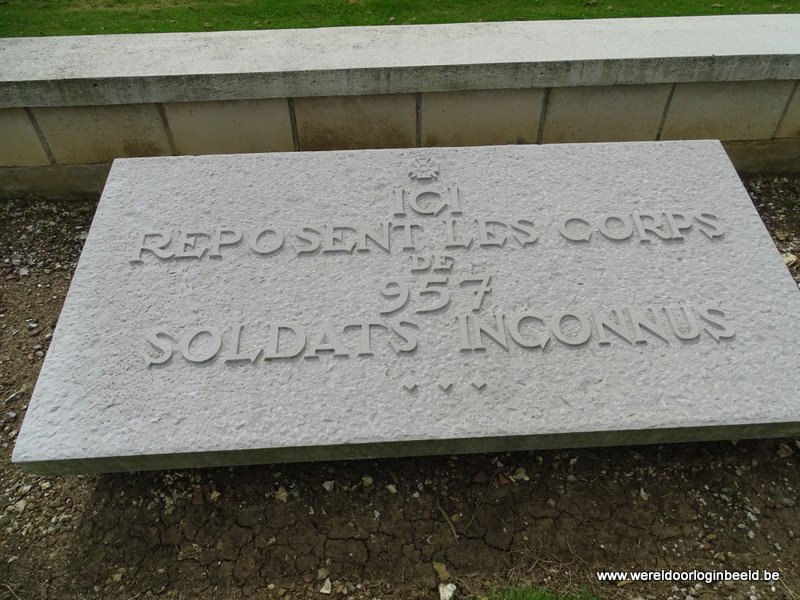 ICI
REPOSENT LES CORPS
DE
957
SOLDATS INCONNUS
www.wereldoorloginbeeld.be